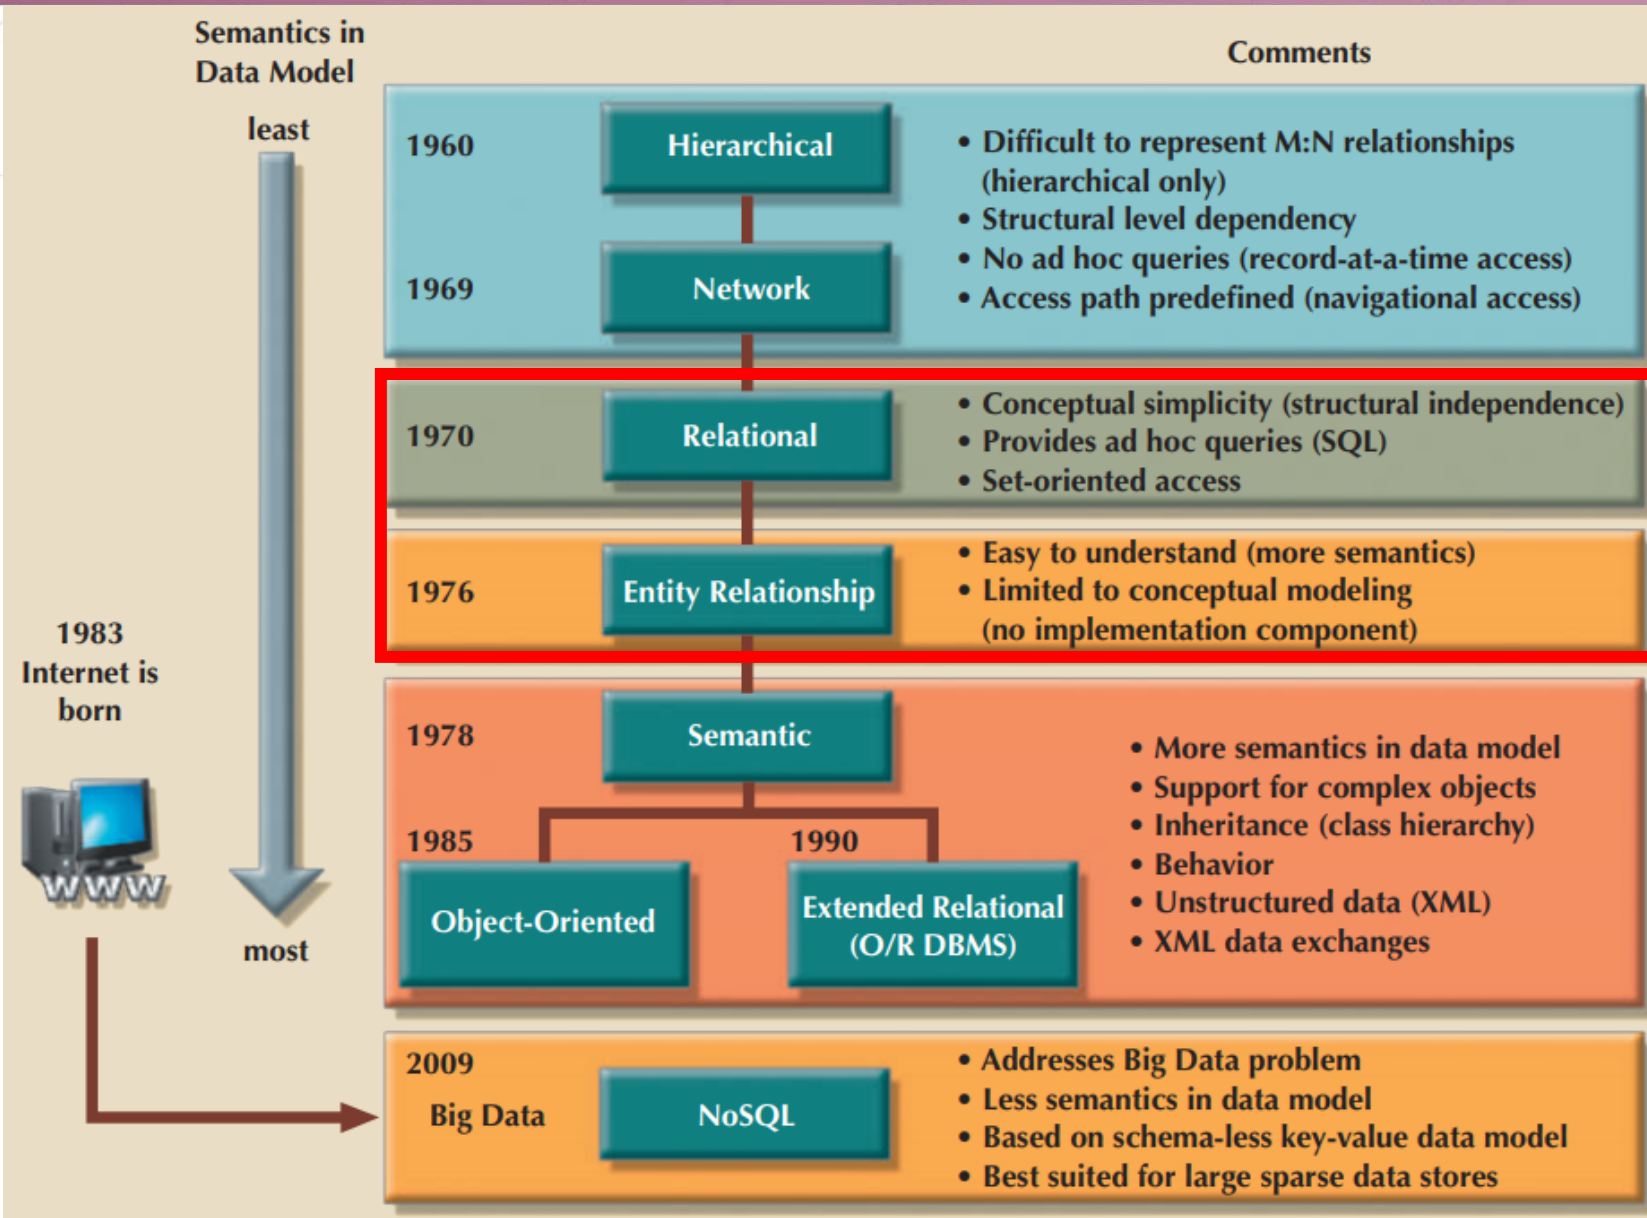 Semantics in
Data Model
Comments
least
1960
Hierarchical
• Difficult to represent M:N relationships
(hierarchical only)
• Structural level dependency
• No ad hoc queries (record-at-a-time access)
• Access path predefined (navigational access)
1969
Network
1970
Relational
• Conceptual simplicity (structural independence)
• Provides ad hoc queries (SQL)
• Set-oriented access
1976
Entity Relationship
• Easy to understand (more semantics)
• Limited to conceptual modeling
(no implementation component)
1983
Internet is
born
WWW
most
1978
Semantic
1985
Object-Oriented
1990
Extended Relational
(O/R DBMS)
• More semantics in data model
• Support for complex objects
• Inheritance (class hierarchy)
• Behavior
• Unstructured data (XML)
• XML data exchanges
2009
Big Data
NoSQL
• Addresses Big Data problem
• Less semantics in data model
• Based on schema-less key-value data model
• Best suited for large sparse data stores